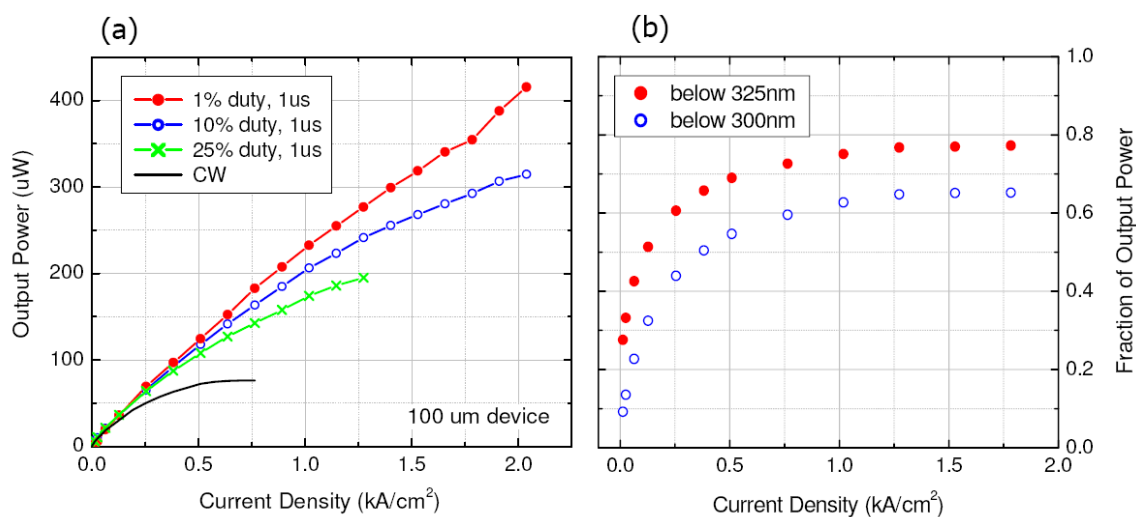 (a)
(b)
Output Power (uW)
400
300
200
100
0
1% duty, 1us
10% duty, 1us
25% duty, 1us
CW
100 um device
0.0 0.5 1.0 1.5 2.0
Current Density (kA/cm²)
below 325nm
below 300nm
1.0
0.8
0.6
0.4
0.2
0.0
Fraction of Output Power
0.0 0.5 1.0 1.5 2.0
Current Density (kA/cm²)